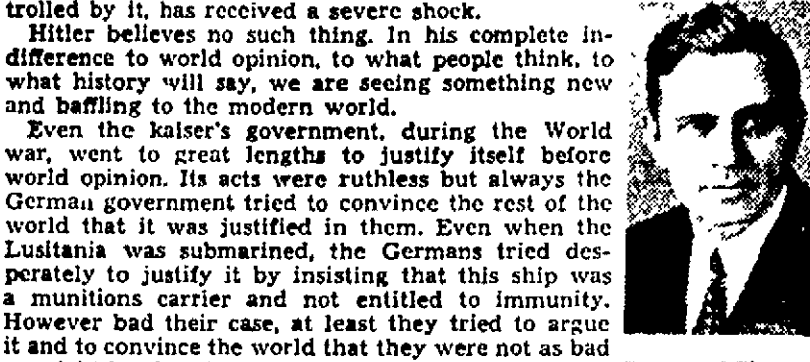 trolled by it, has received a severe shock.
Hitler believes no such thing. In his complete in-
difference to world opinion, to what people think, to
what history will say, we are seeing something new
and baffling to the modern world.
Even the kaiser's government, during the World
war, went to great lengths to justify itself before
world opinion. Its acts were ruthless but always the
German government tried to convince the rest of the
world that it was justified in them. Even when the
Lusitania was submarined, the Germans tried des-
perately to justify it by insisting that this ship was
a munitions carrier and not entitled to immunity.
However bad their case, at least they tried to argue
it and to convince the world that they were not as bad